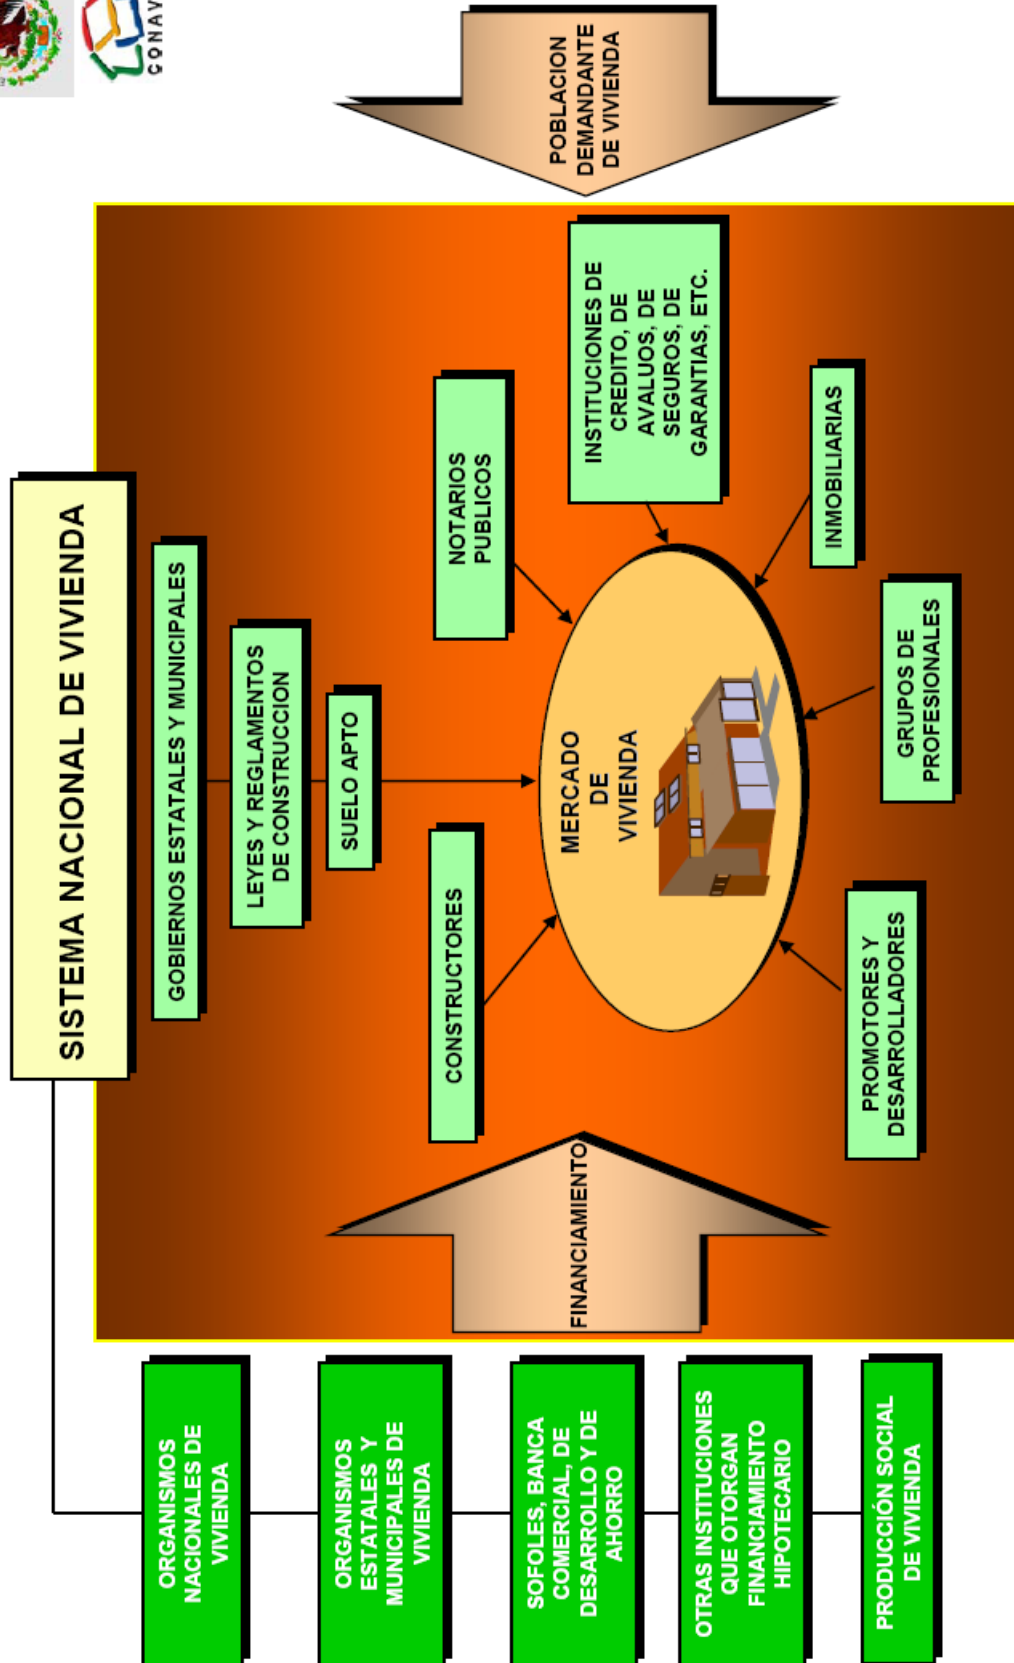 CONAV
SISTEMA NACIONAL DE VIVIENDA
GOBIERNOS ESTATALES Y MUNICIPALES
LEYES Y REGLAMENTOS
DE CONSTRUCCION
SUELO APTO
ORGANISMOS
NACIONALES DE
VIVIENDA
ORGANISMOS
ESTATALES Y
MUNICIPALES DE
VIVIENDA
SOFOLES, BANCA
COMERCIAL, DE
DESARROLLO Y DE
AHORRO
OTRAS INSTITUCIONES
QUE OTORGAN
FINANCIAMIENTO
HIPOTECARIO
PRODUCCIÓN SOCIAL
DE VIVIENDA
FINANCIAMIENTO
CONSTRUCTORES
NOTARIOS
PUBLICOS
MERCADO
DE
VIVIENDA
INSTITUCIONES DE
CREDITO, DE
AVALUOS, DE
SEGUROS, DE
GARANTIAS, ETC.
PROMOTORES Y
DESARROLLADORES
GRUPOS DE
PROFESIONALES
INMOBILIARIAS
POBLACION
DEMANDANTE
DE VIVIENDA